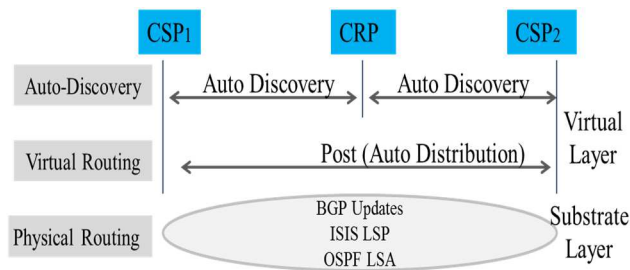 CSP1 CRP CSP2
Auto-Discovery Auto Discovery Auto Discovery
Virtual Layer
Virtual Routing Post (Auto Distribution)
BGP Updates
Physical Routing ISIS LSP
OSPF LSA
Substrate Layer